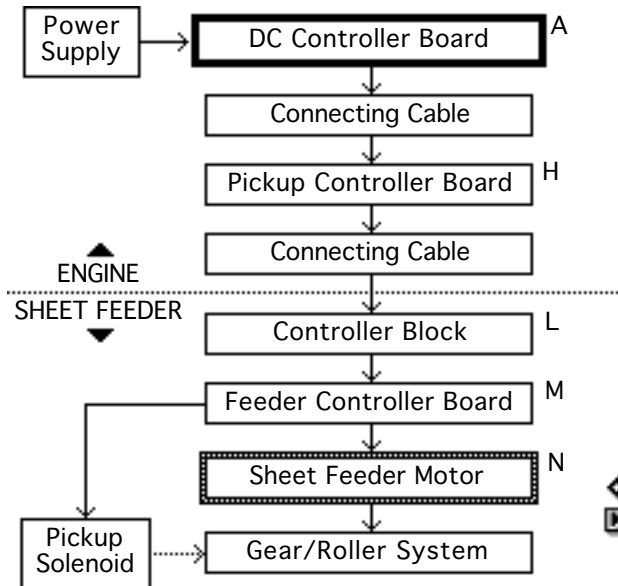 Power
Supply
DC Controller Board
A
Connecting Cable
Pickup Controller Board
H
Connecting Cable
ENGINE
SHEET FEEDER
Controller Block
L
Feeder Controller Board
M
Sheet Feeder Motor
N
Pickup
Solenoid
Gear/Roller System